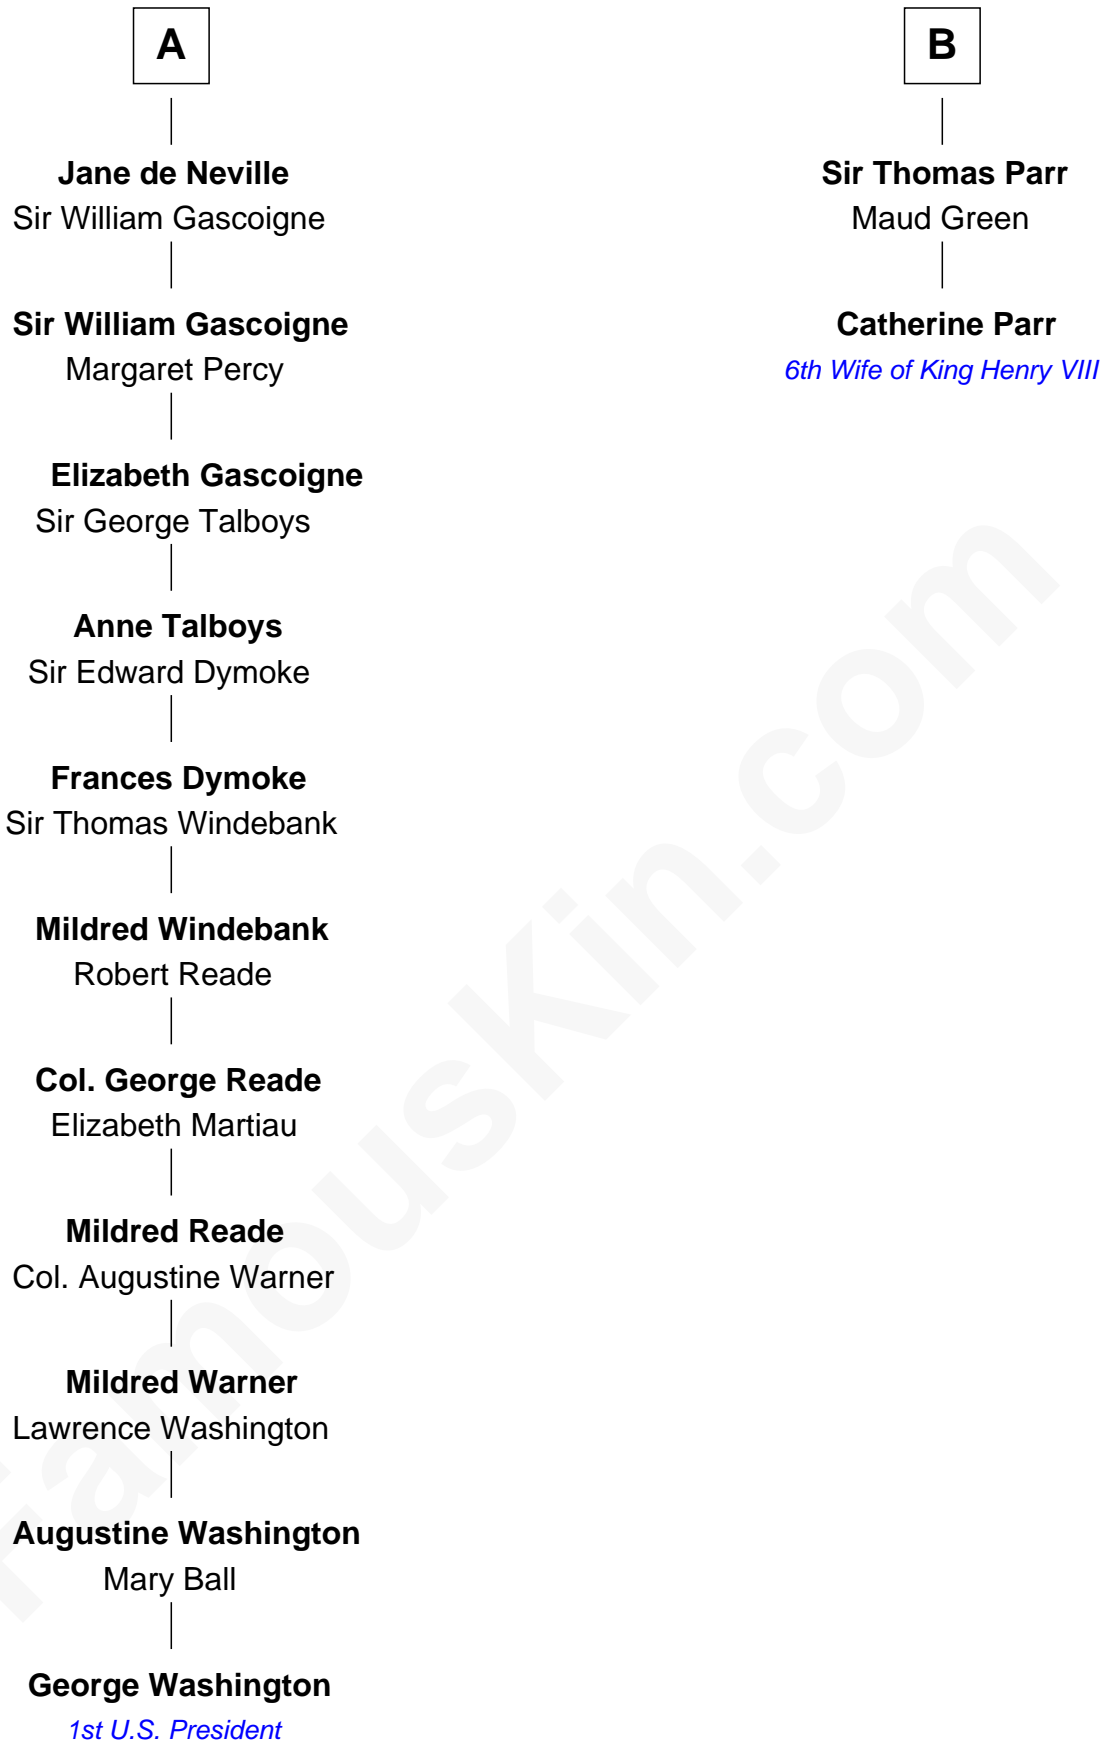 A
Jane de Neville
Sir William Gascoigne
Sir William Gascoigne
Margaret Percy
Elizabeth Gascoigne
Sir George Talboys
Anne Talboys
Sir Edward Dymoke
Frances Dymoke
Sir Thomas Windebank
Mildred Windebank
Robert Reade
Col. George Reade
Elizabeth Martiau
Mildred Reade
Col. Augustine Warner
Mildred Warner
Lawrence Washington
Augustine Washington
Mary Ball
George Washington
1st U.S. President
B
Sir Thomas Parr
Maud Green
Catherine Parr
6th Wife of King Henry VIII
FamousKin.com